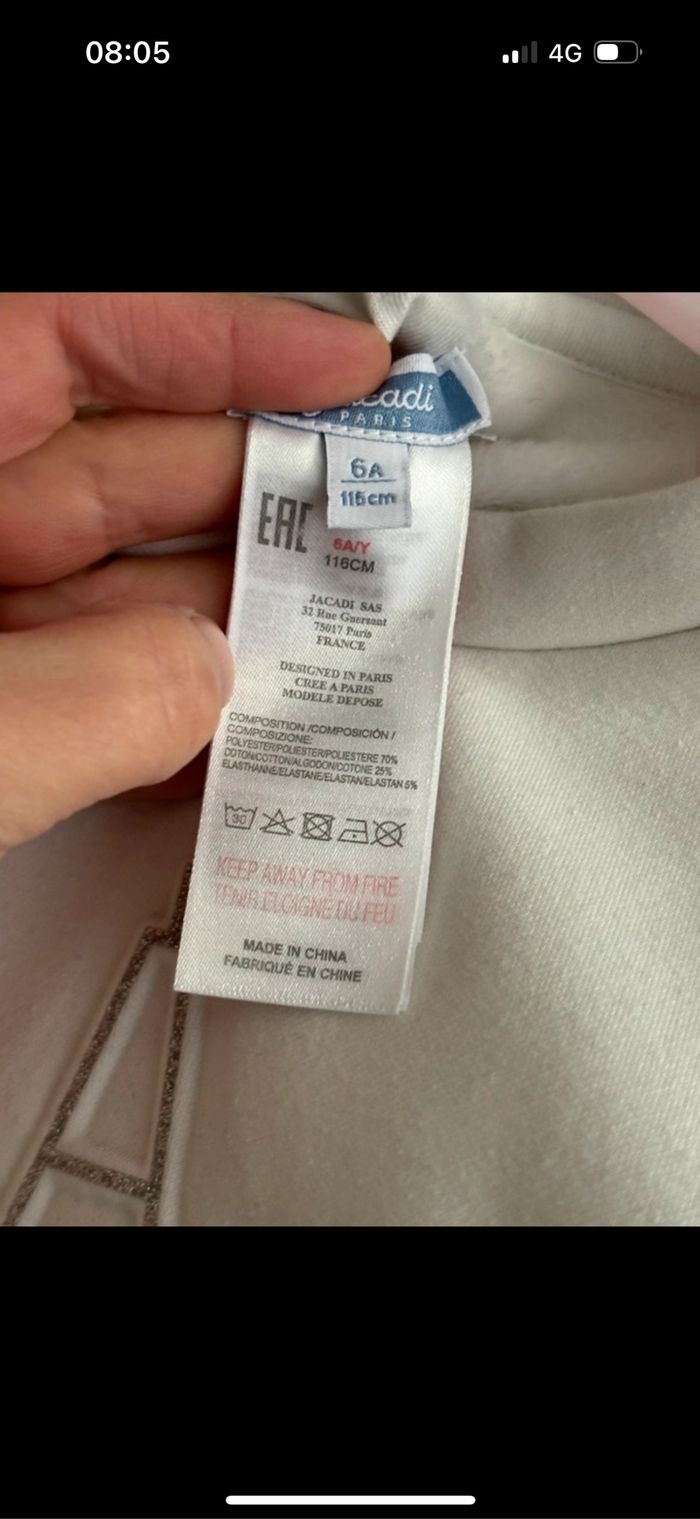 08:05
4G
PARIS
6A
116cm
EAC
6A/Y
116CM
JACADI SAS
32 Rue Guersant
75017 Paris
FRANCE
DESIGNED IN PARIS
CREE A PARIS
MODELE DEPOSE
COMPOSITION /COMPOSICIÓN /
COMPOSIZIONE:
POLYESTER/POLIESTER/POLIESTERE 70%
COTON/COTTON/ALGODON/COTONE 25%
ELASTHANNE/ELASTANE/ELASTAN/ELASTAN 5%
30
KEEP AWAY FROM FIRE
TENIR ELOIGNE DU FEU
MADE IN CHINA
FABRIQUÉ EN CHINE